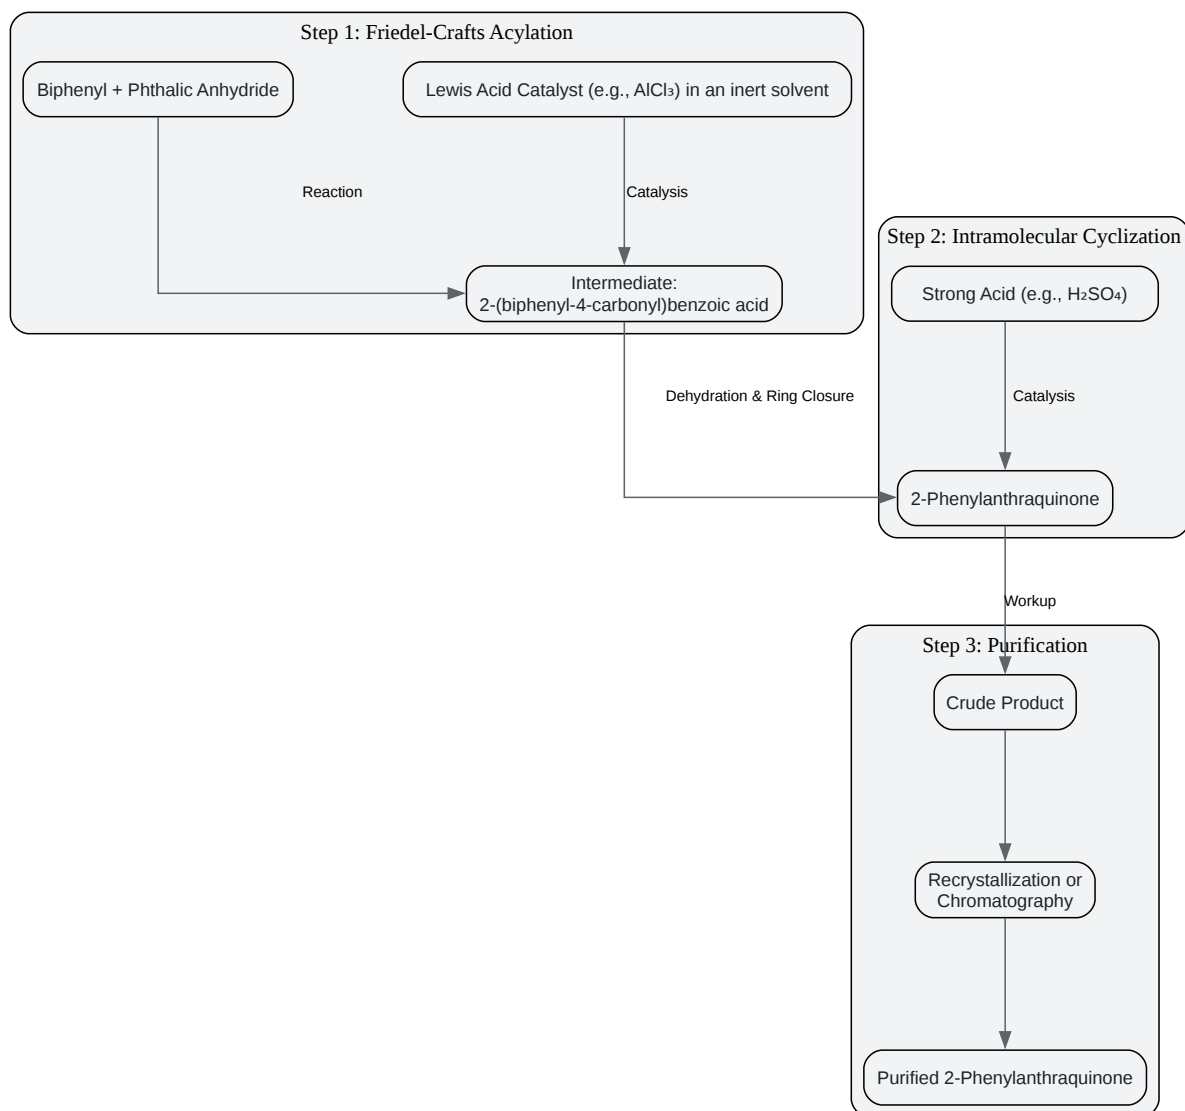 Step 1: Friedel-Crafts Acylation
Biphenyl + Phthalic Anhydride
Lewis Acid Catalyst (e.g., AlCl₃) in an inert solvent
Reaction
Catalysis
Intermediate:
2-(biphenyl-4-carbonyl)benzoic acid
Step 2: Intramolecular Cyclization
Strong Acid (e.g., H₂SO₄)
Dehydration & Ring Closure
Catalysis
2-Phenylanthraquinone
Workup
Step 3: Purification
Crude Product
Recrystallization or
Chromatography
Purified 2-Phenylanthraquinone